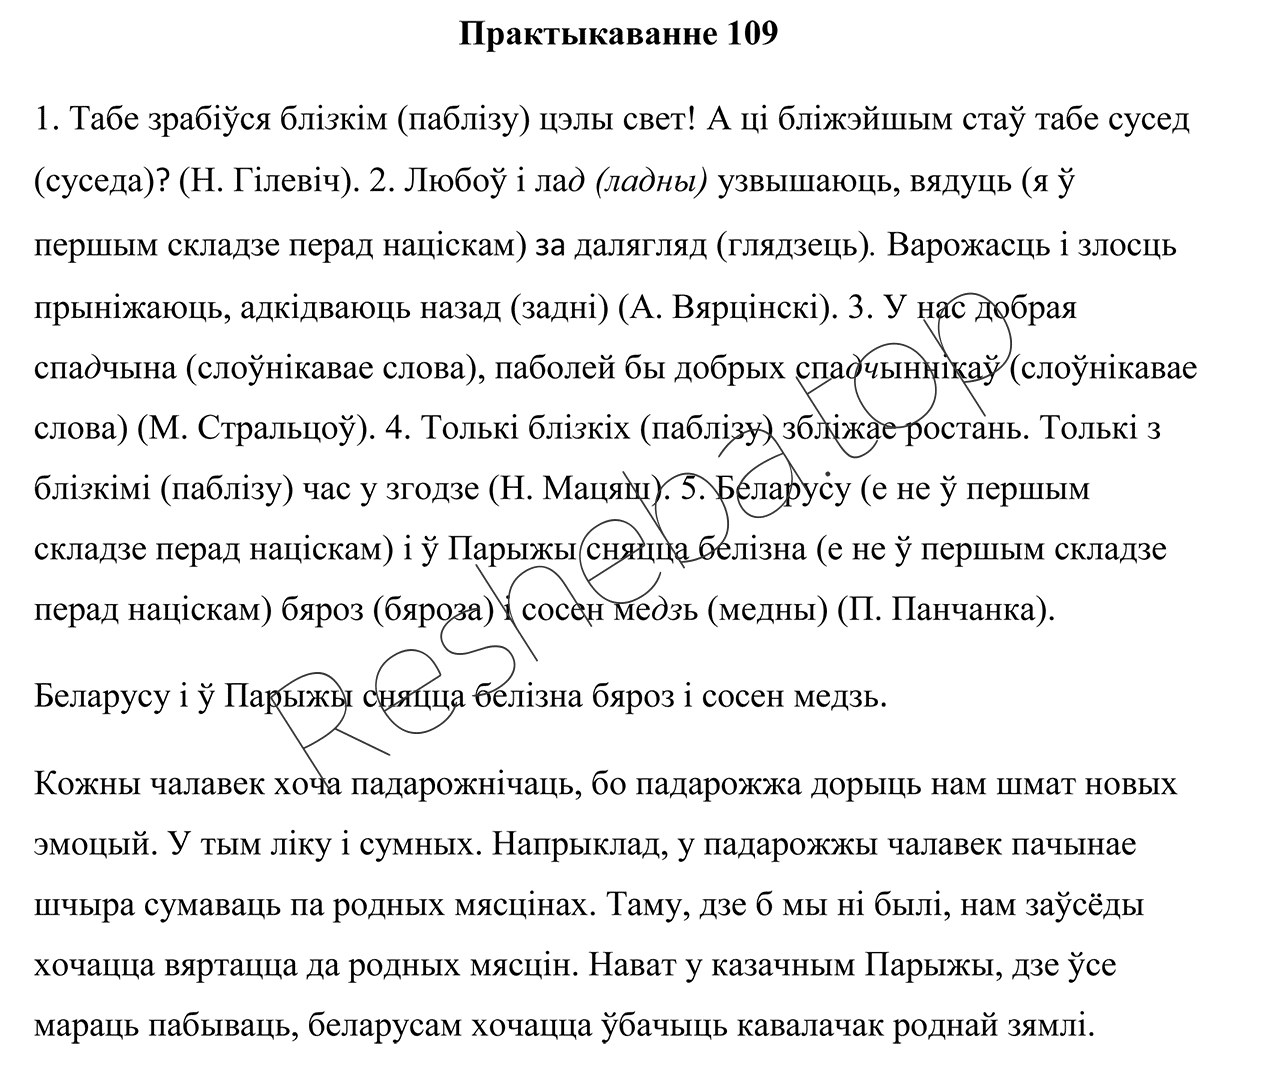 Практыкаванне 109
1. Табе зрабіўся блізкім (паблізу) цэлы свет! А ці бліжэйшым стаў табе сусед
(суседа)? (Н. Гілевіч). 2. Любоў і лад (ладны) узвышаюць, вядуць (я ў
першым складзе перад націскам) за далягляд (глядзець). Варожасць і злосць
прыніжаюць, адкідваюць назад (задні) (А. Вярцінскі). 3. У нас добрая
спадчына (слоўнікавае слова), паболей бы добрых спадчыннікаў (слоўнікавае
слова) (М. Стральцоў). 4. Толькі блізкіх (паблізу) збліжае ростань. Толькі з
блізкімі (паблізу) час у згодзе (Н. Мацяш). 5. Беларусу (е не ў першым
складзе перад націскам) і ў Парыжы сняцца белізна (е не ў першым складзе
перад націскам) бяроз (бяроза) і сосен медзь (медны) (П. Панчанка).
Беларусу і ў Парыжы сняцца белізна бяроз і сосен медзь.
Кожны чалавек хоча падарожнічаць, бо падарожжа дорыць нам шмат новых
эмоцый. У тым ліку і сумных. Напрыклад, у падарожжы чалавек пачынае
шчыра сумаваць па родных мясцінах. Таму, дзе б мы ні былі, нам заўсёды
хочацца вяртацца да родных мясцін. Нават у казачным Парыжы, дзе ўсе
мараць пабываць, беларусам хочацца ўбачыць кавалачак роднай зямлі.
Resheba.top